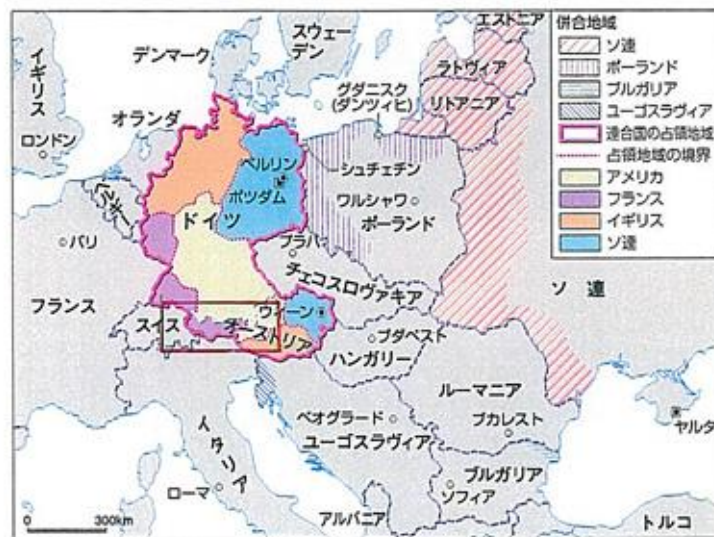 イギリス
ロンドン
デンマーク
スウェーデン
エストニア
ラトヴィア
リトアニア
グダニスク
(ダンツィヒ)
オランダ
ベルギー
ベルリン
ポツダム
ドイツ
シュチェチン
ワルシャワ
ポーランド
パリ
フランス
プラハ
チェコスロヴァキア
スイス
ウィーン
オーストリア
ブダペスト
ハンガリー
ルーマニア
ブカレスト
ベオグラード
ユーゴスラヴィア
イタリア
ローマ
アルバニア
ブルガリア
ソフィア
トルコ
ヤルタ
ソ連
併合地域
ソ連
ポーランド
ブルガリア
ユーゴスラヴィア
連合国の占領地域
占領地域の境界
アメリカ
フランス
イギリス
ソ連
0 300km